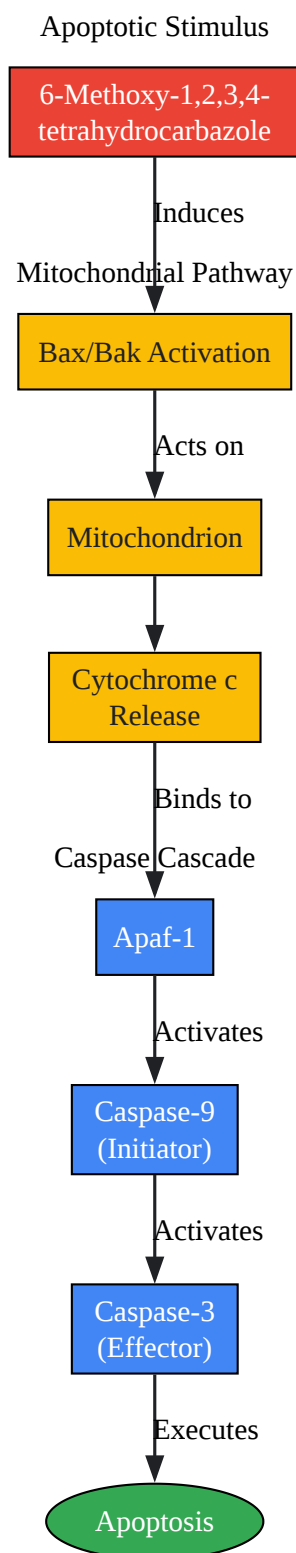 Apoptotic Stimulus
6-Methoxy-1,2,3,4-
tetrahydrocarbazole
Induces
Mitochondrial Pathway
Bax/Bak Activation
Acts on
Mitochondrion
Cytochrome c
Release
Binds to
Caspase Cascade
Apaf-1
Activates
Caspase-9
(Initiator)
Activates
Caspase-3
(Effector)
Executes
Apoptosis